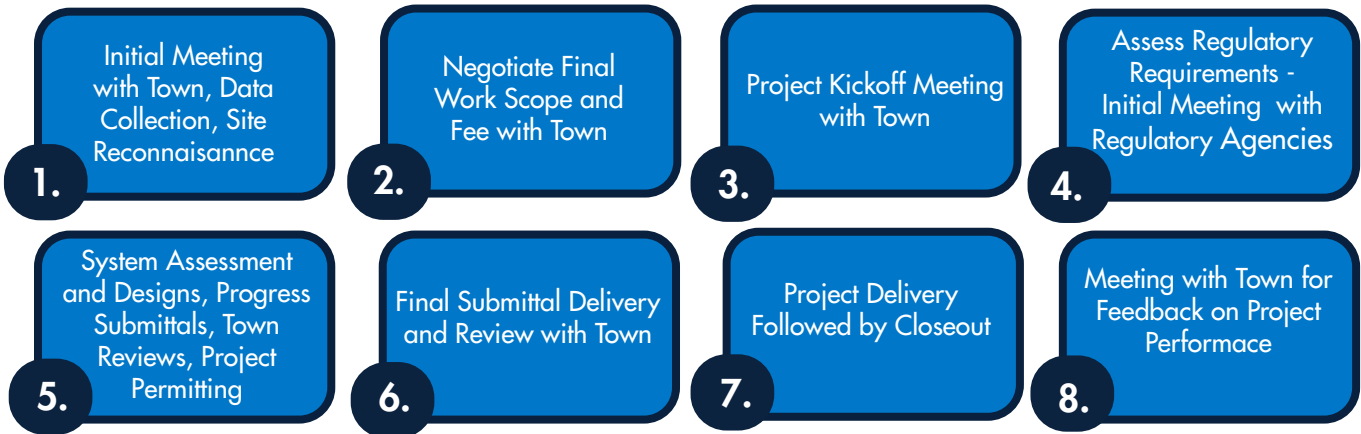 Initial Meeting
with Town, Data
Collection, Site
Reconnaisannce
1.
Negotiate Final
Work Scope and
Fee with Town
2.
Project Kickoff Meeting
with Town
3.
Assess Regulatory
Requirements -
Initial Meeting with
Regulatory Agencies
4.
System Assessment
and Designs, Progress
Submittals, Town
Reviews, Project
Permitting
5.
Final Submittal Delivery
and Review with Town
6.
Project Delivery
Followed by Closeout
7.
Meeting with Town for
Feedback on Project
Performace
8.